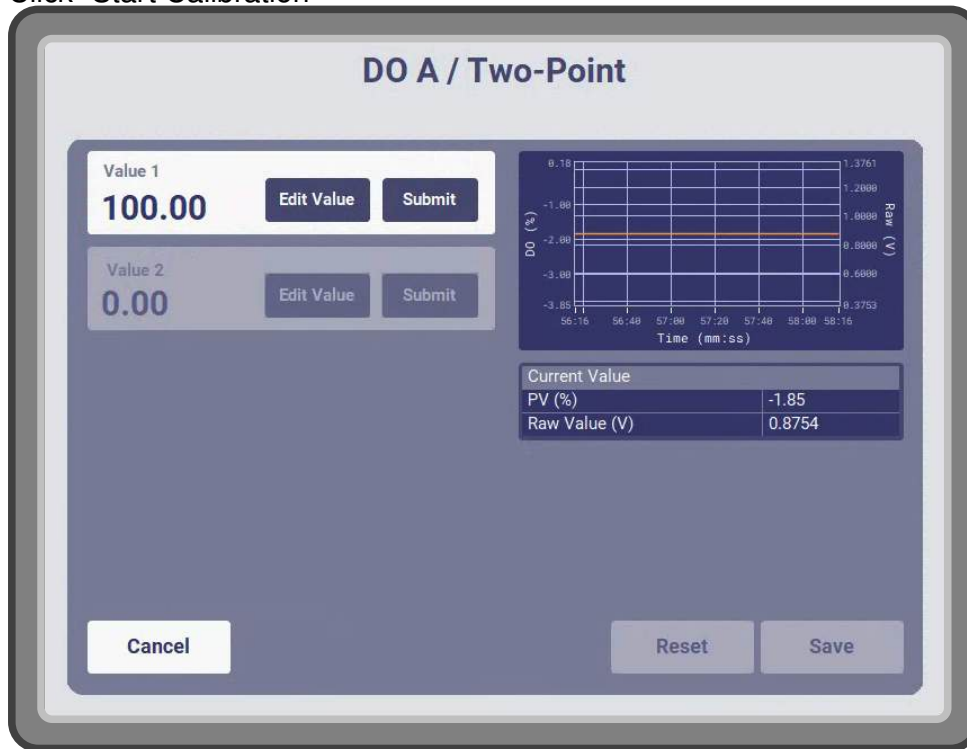 Click "Start Calibration"
DO A / Two-Point
Value 1
100.00
Edit Value
Submit
Value 2
0.00
Edit Value
Submit
0.18
-1.00
-2.00
-3.00
-3.85
DO (%)
1.3761
1.2000
1.0000
0.8000
0.6000
0.3753
Raw (V)
56:16 56:40 57:00 57:20 57:40 58:00 58:16
Time (mm:ss)
Current Value
PV (%) -1.85
Raw Value (V) 0.8754
Cancel
Reset
Save